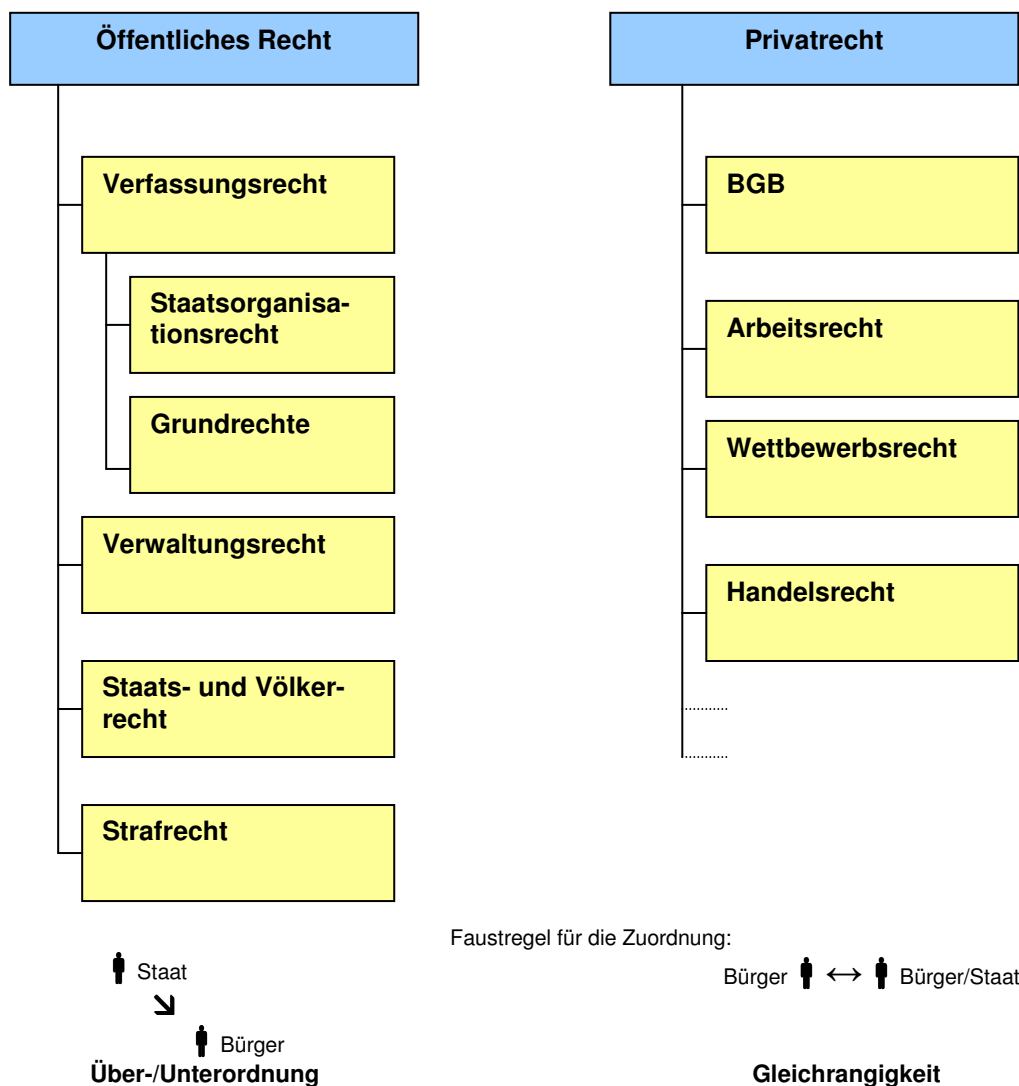 Öffentliches Recht
Verfassungsrecht
Staatsorganisa-
tionsrecht
Grundrechte
Verwaltungsrecht
Staats- und Völker-
recht
Strafrecht
Privatrecht
BGB
Arbeitsrecht
Wettbewerbsrecht
Handelsrecht
............
............
Faustregel für die Zuordnung:
Staat
Bürger
Über-/Unterordnung
Bürger ↔ Bürger/Staat
Gleichrangigkeit